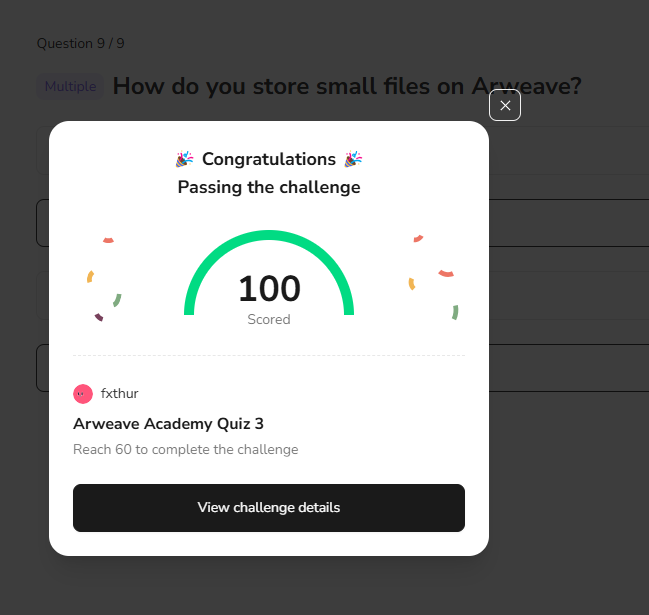 Question 9 / 9
Multiple How do you store small files on Arweave?
🎉 Congratulations 🎉
Passing the challenge
100
Scored
fxthur
Arweave Academy Quiz 3
Reach 60 to complete the challenge
View challenge details